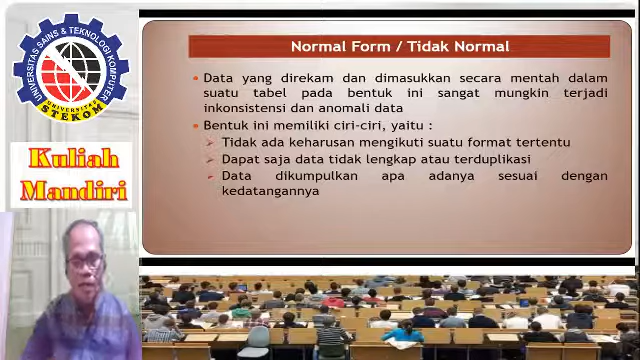 UNIVERSITAS SAINS & TEKNOLOGI KOMPUTER
UNIVERSITAS
STEKOM
Kuliah
Mandiri
Normal Form / Tidak Normal
Data yang direkam dan dimasukkan secara mentah dalam
suatu tabel pada bentuk ini sangat mungkin terjadi
inkonsistensi dan anomali data
Bentuk ini memiliki ciri-ciri, yaitu :
Tidak ada keharusan mengikuti suatu format tertentu
Dapat saja data tidak lengkap atau terduplikasi
Data dikumpulkan apa adanya sesuai dengan
kedatangannya